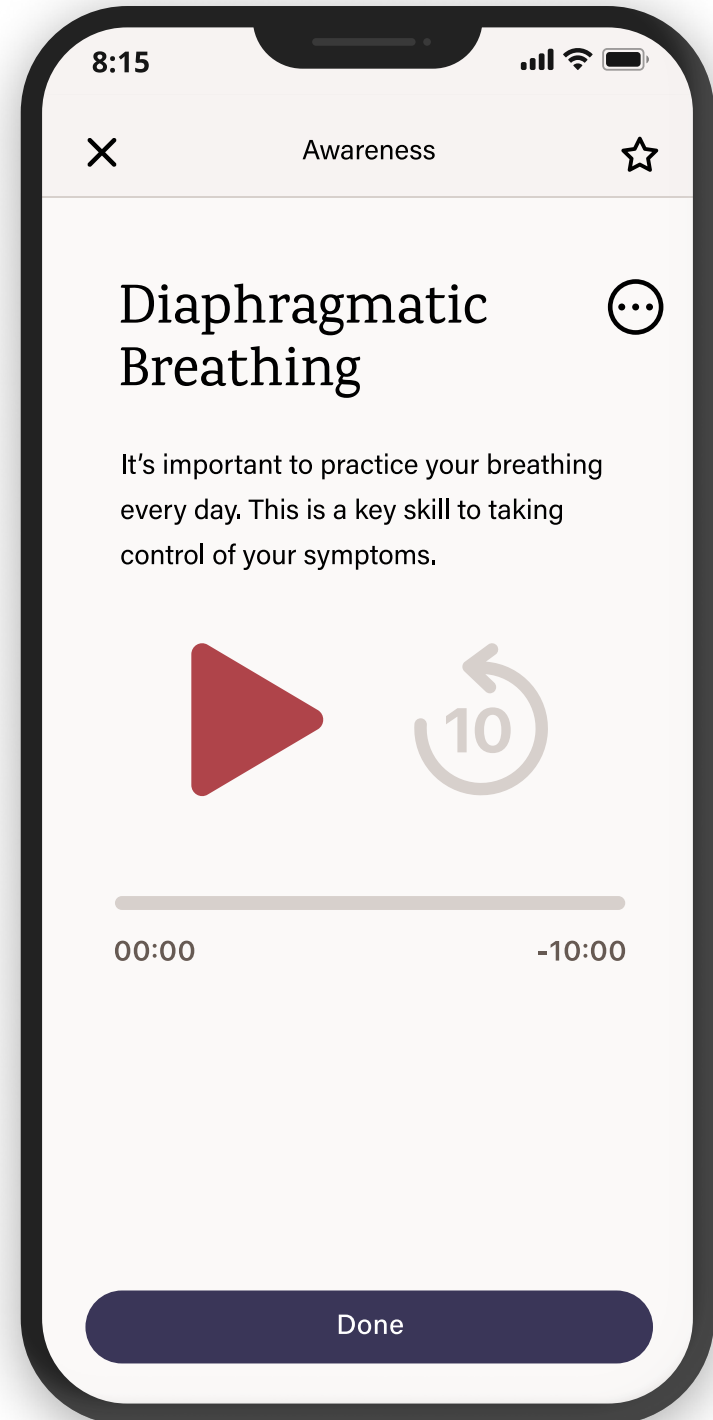 8:15
Awareness
Diaphragmatic
Breathing
It's important to practice your breathing
every day. This is a key skill to taking
control of your symptoms.
10
00:00 -10:00
Done